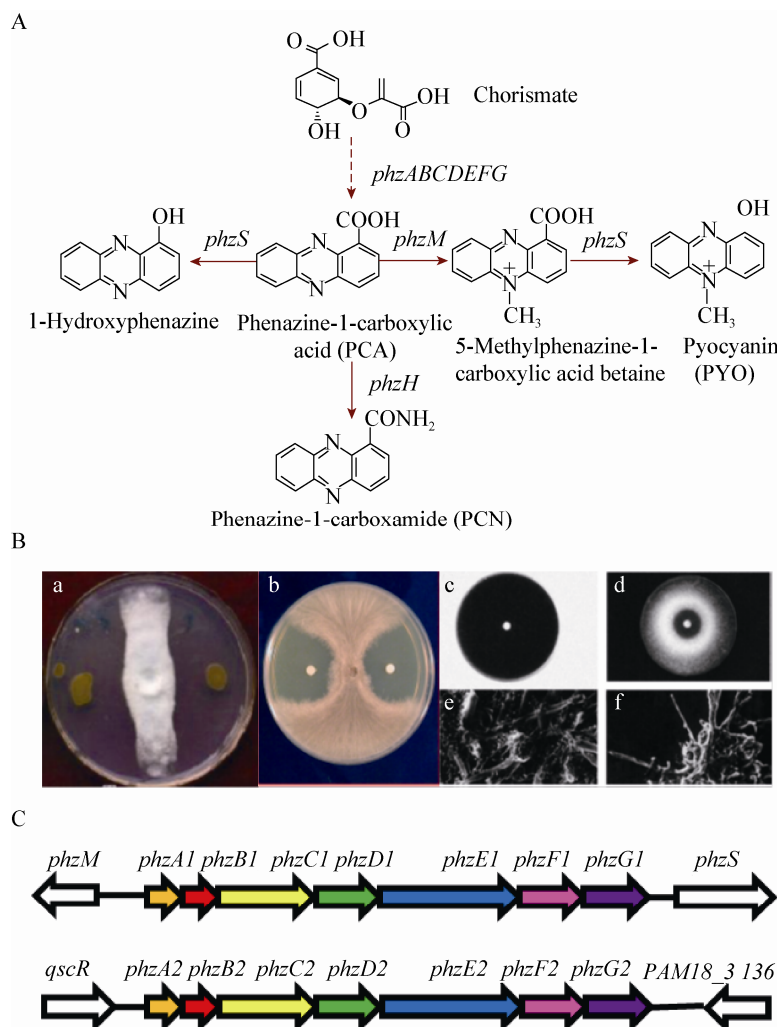 A
O
OH
O
OH
O
OH
Chorismate
phzABCDEFG
OH
N
N
phzS
COOH
N
N
phzM
COOH
N
N
+
CH3
phzS
OH
N
N
+
CH3
1-Hydroxyphenazine
Phenazine-1-carboxylic
acid (PCA)
5-Methylphenazine-1-
carboxylic acid betaine
Pyocyanin
(PYO)
phzH
CONH2
N
N
Phenazine-1-carboxamide (PCN)
B
a
b
c
d
e
f
C
phzM phzA1 phzB1 phzC1 phzD1 phzE1 phzF1 phzG1 phzS
qscR phzA2 phzB2 phzC2 phzD2 phzE2 phzF2 phzG2 PAM18_3 136